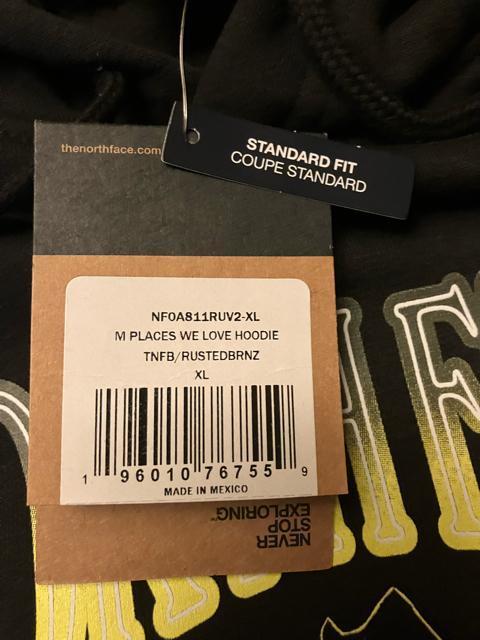 thenorthface.com
STANDARD FIT
COUPE STANDARD
NF0A811RUV2-XL
M PLACES WE LOVE HOODIE
TNFB/RUSTEDBRNZ
XL
1 96010 76755 9
MADE IN MEXICO
NEVER
STOP
EXPLORING™